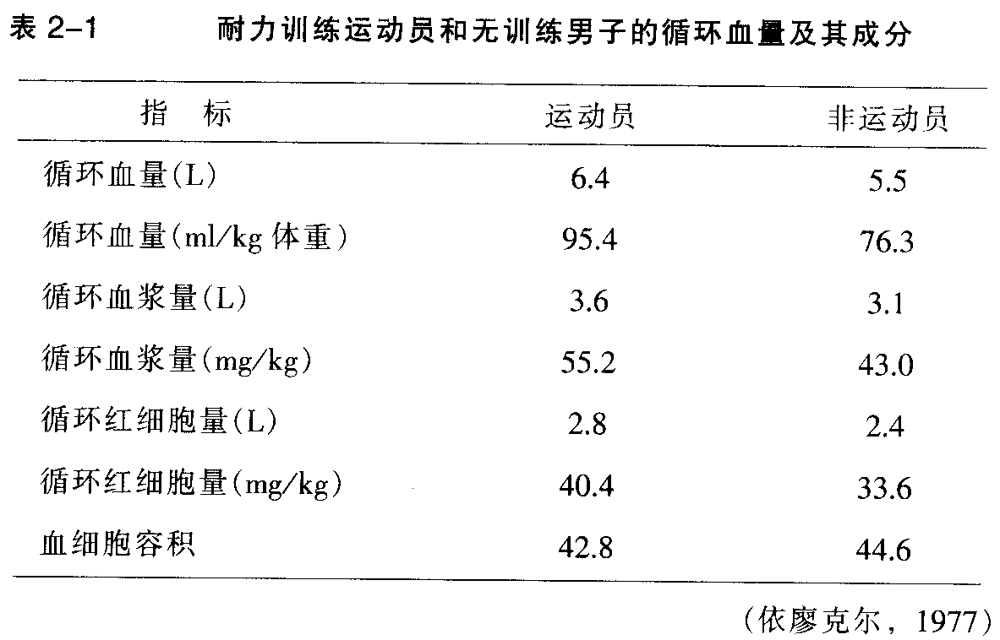 表 2-1 耐力训练运动员和无训练男子的循环血量及其成分
指 标 运动员 非运动员
循环血量(L) 6.4 5.5
循环血量(ml/kg 体重) 95.4 76.3
循环血浆量(L) 3.6 3.1
循环血浆量(mg/kg) 55.2 43.0
循环红细胞量(L) 2.8 2.4
循环红细胞量(mg/kg) 40.4 33.6
血细胞容积 42.8 44.6
(依廖克尔, 1977)